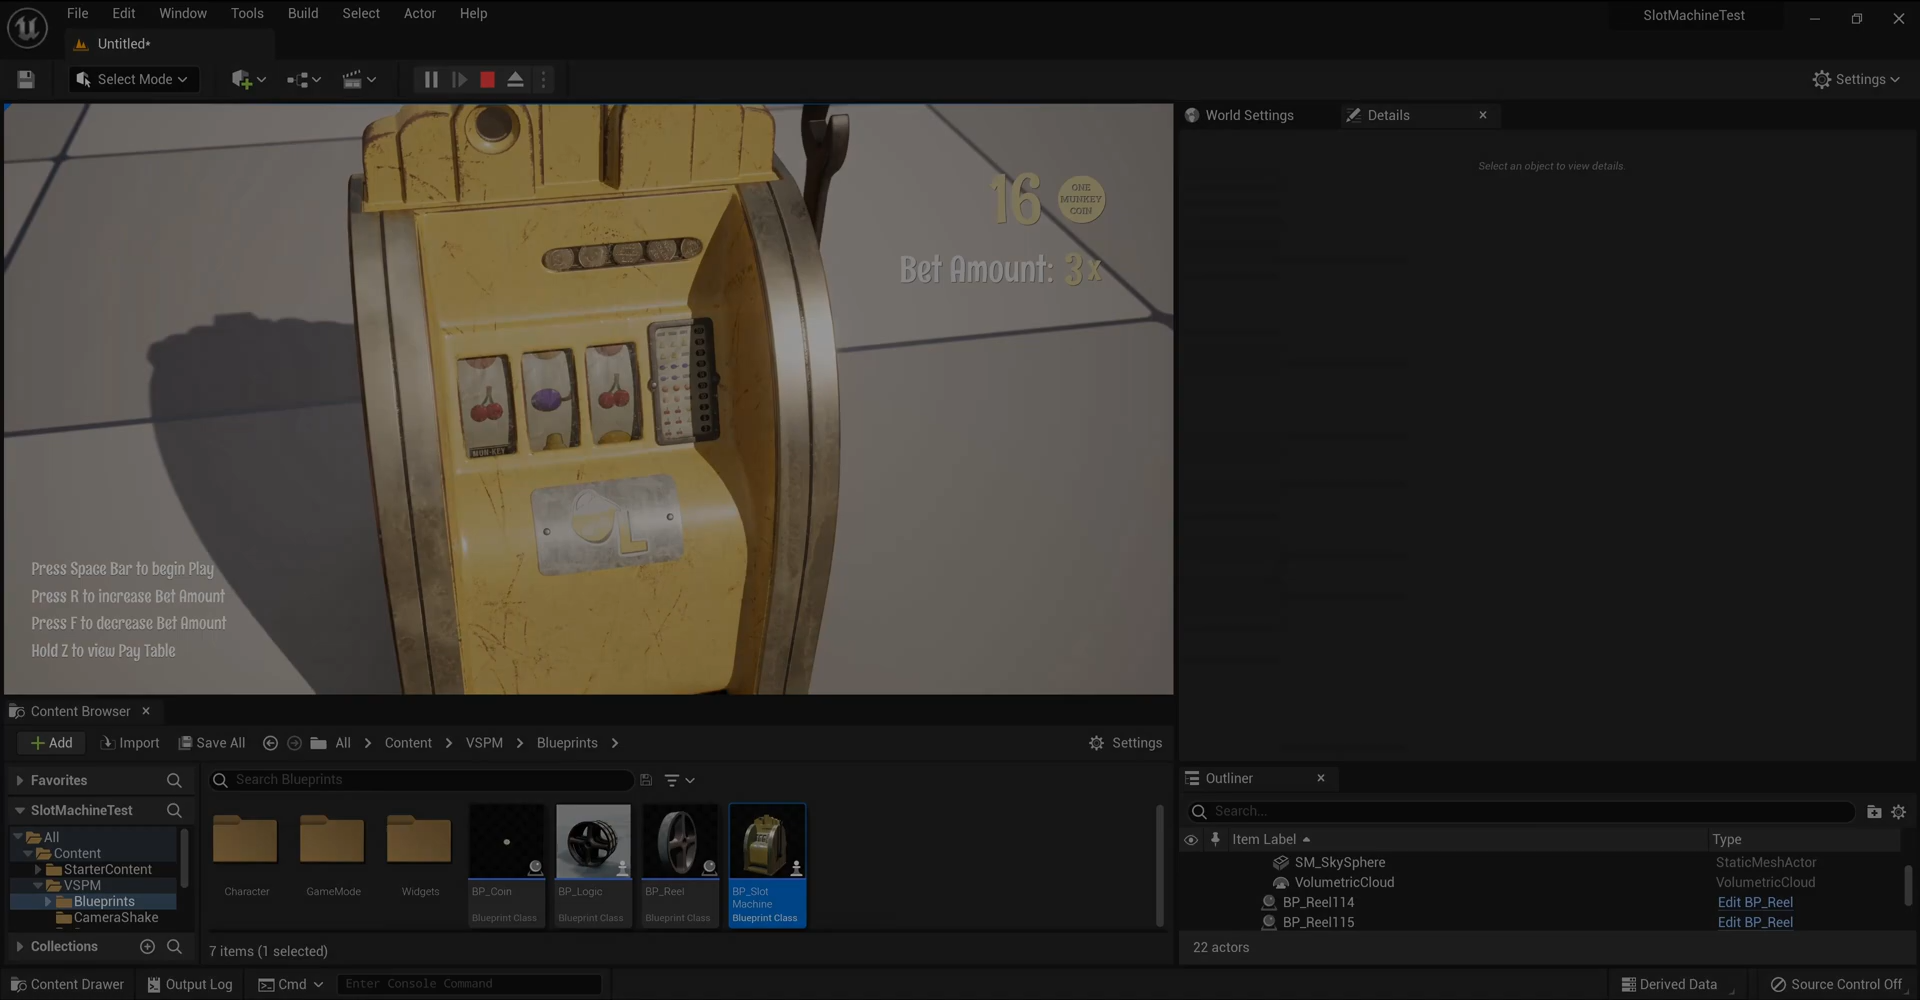 File Edit Window Tools Build Select Actor Help
SlotMachineTest
Untitled*
Select Mode
Settings
World Settings
Details
Select an object to view details.
16
ONE
MUNKEY
COIN
Bet Amount: 3x
MUN-KEY
Press Space Bar to begin Play
Press R to increase Bet Amount
Press F to decrease Bet Amount
Hold Z to view Pay Table
Content Browser
Add Import Save All All Content VSPM Blueprints
Settings
Favorites
Search Blueprints
SlotMachineTest
All
Content
StarterContent
VSPM
Blueprints
CameraShake
Collections
Character
GameMode
Widgets
BP_Coin
Blueprint Class
BP_Logic
Blueprint Class
BP_Reel
Blueprint Class
BP_Slot
Machine
Blueprint Class
7 items (1 selected)
Outliner
Search...
Item Label Type
SM_SkySphere StaticMeshActor
VolumetricCloud VolumetricCloud
BP_Reel114 Edit BP_Reel
BP_Reel115 Edit BP_Reel
22 actors
Content Drawer Output Log Cmd Enter Console Command
Derived Data Source Control Off